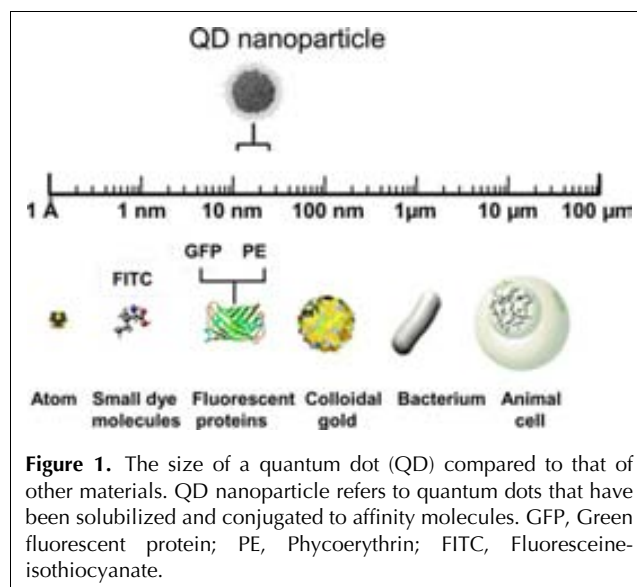 QD nanoparticle
1 Å 1 nm 10 nm 100 nm 1µm 10 µm 100 µm
GFP PE
FITC
Atom Small dye molecules Fluorescent proteins Colloidal gold Bacterium Animal cell
Figure 1. The size of a quantum dot (QD) compared to that of
other materials. QD nanoparticle refers to quantum dots that have
been solubilized and conjugated to affinity molecules. GFP, Green
fluorescent protein; PE, Phycoerythrin; FITC, Fluoresceine-
isothiocyanate.